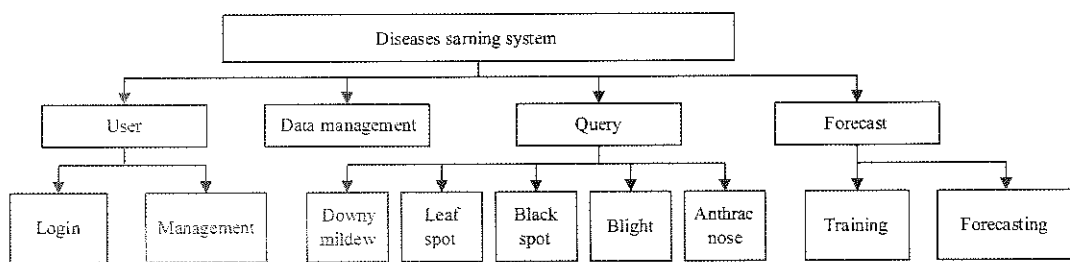 Diseases sarning system
User
Data management
Query
Forecast
Login
Management
Downy
mildew
Leaf
spot
Black
spot
Blight
Anthrac
nose
Training
Forecasting